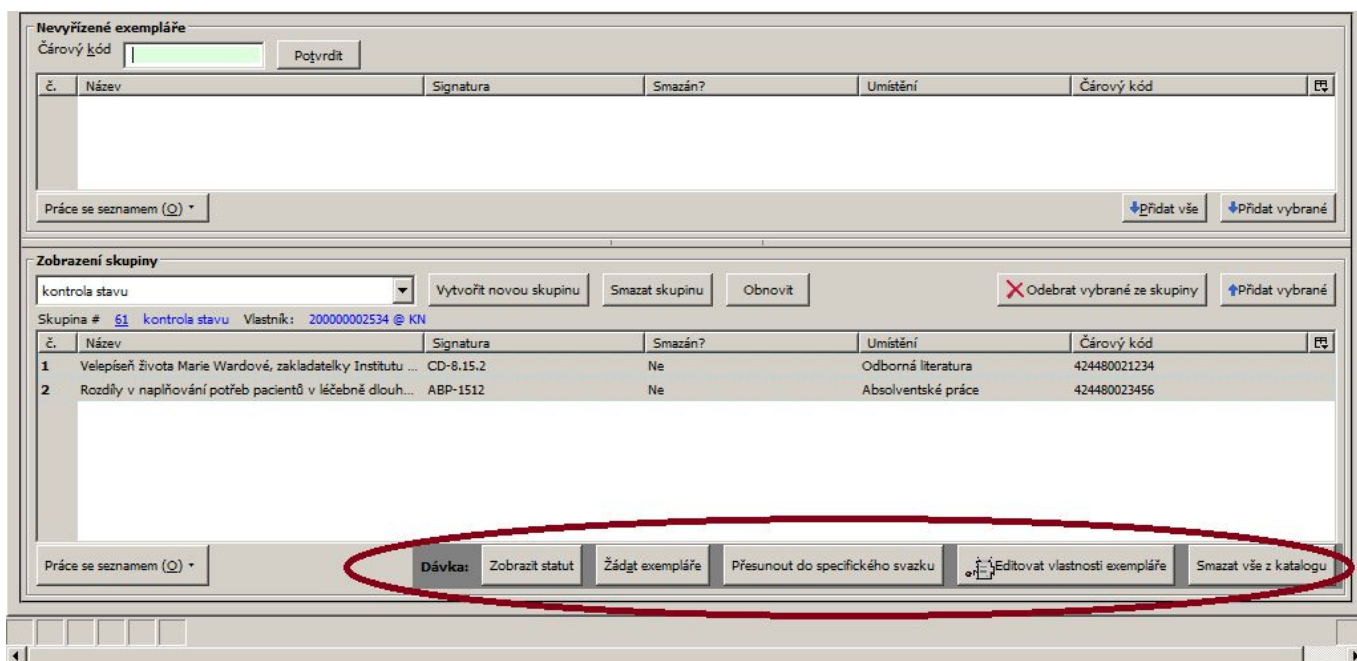 Nevyřízené exempláře
Čárový kód Potvrdit
č. Název Signatura Smazán? Umístění Čárový kód
Práce se seznamem (O) Přidat vše Přidat vybrané
Zobrazení skupiny
kontrola stavu Vytvořit novou skupinu Smazat skupinu Obnovit Odebrat vybrané ze skupiny Přidat vybrané
Skupina # 61 kontrola stavu Vlastník: 200000002534 @ KN
č. Název Signatura Smazán? Umístění Čárový kód
1 Velepíseň života Marie Wardové, zakladatelky Institutu ... CD-8.15.2 Ne Odborná literatura 424480021234
2 Rozdíly v naplňování potřeb pacientů v léčebně dlouh... ABP-1512 Ne Absolventské práce 424480023456
Práce se seznamem (O) Dávka: Zobrazit statut Žádat exempláře Přesunout do specifického svazku Editovat vlastnosti exempláře Smazat vše z katalogu